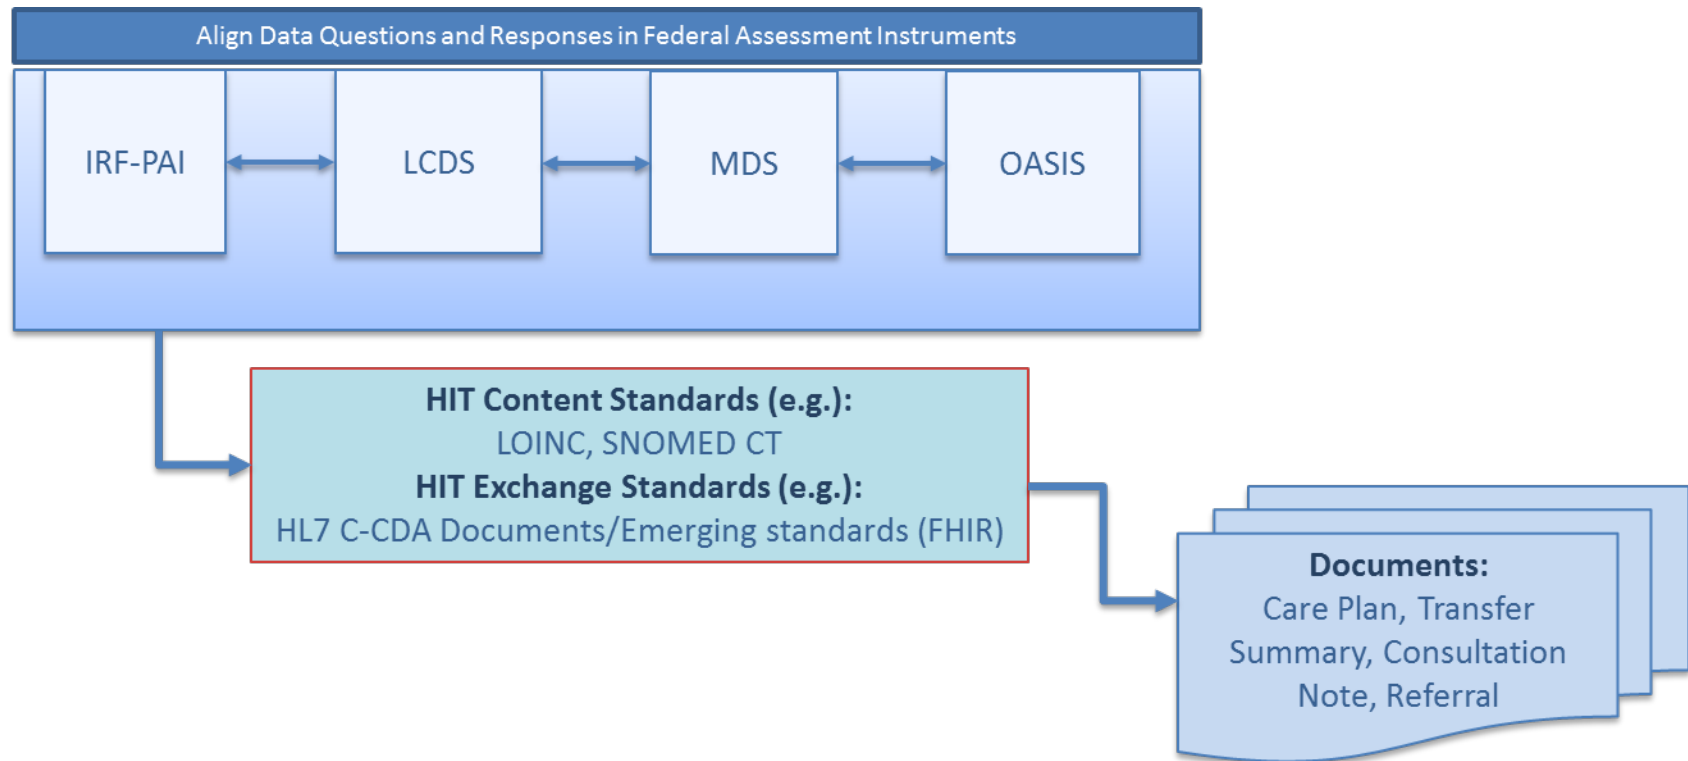 Align Data Questions and Responses in Federal Assessment Instruments
IRF-PAI
LCDS
MDS
OASIS
HIT Content Standards (e.g.):
LOINC, SNOMED CT
HIT Exchange Standards (e.g.):
HL7 C-CDA Documents/Emerging standards (FHIR)
Documents:
Care Plan, Transfer
Summary, Consultation
Note, Referral